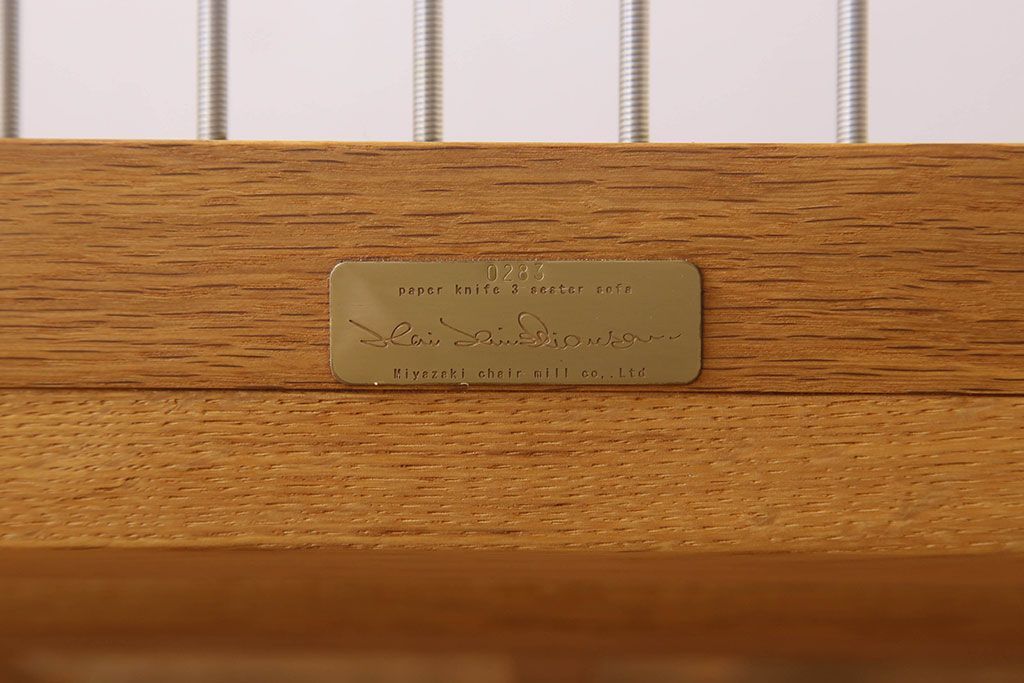 0283
paper knife 3 seater sofa
Miyazaki chair mill co,.Ltd